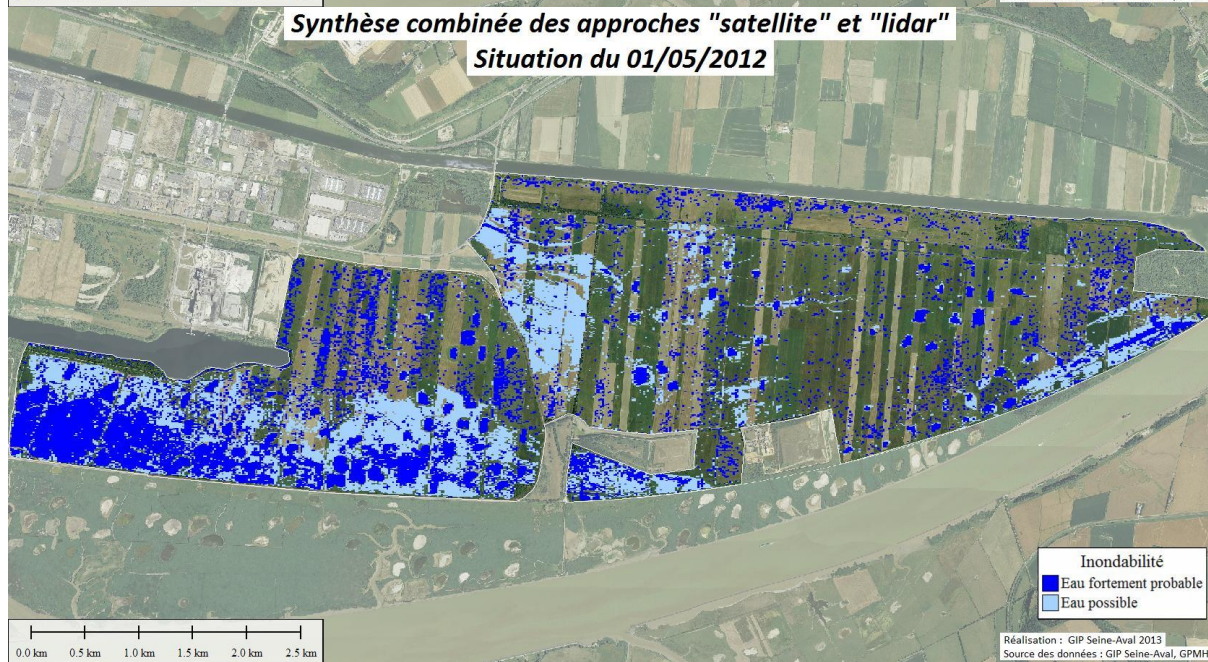 Synthèse combinée des approches "satellite" et "lidar"
Situation du 01/05/2012
Inondabilité
Eau fortement probable
Eau possible
0.0 km 0.5 km 1.0 km 1.5 km 2.0 km 2.5 km
Réalisation : GIP Seine-Aval 2013
Source des données : GIP Seine-Aval, GPMH